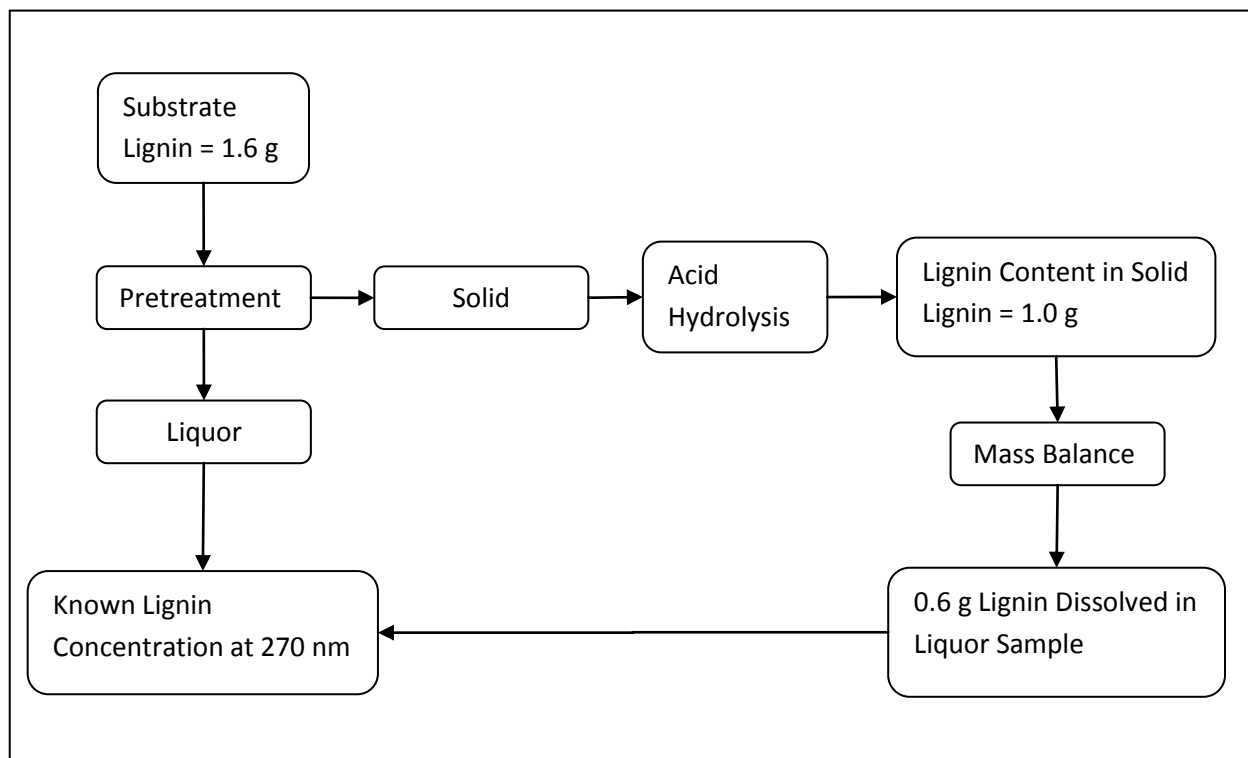 Substrate
Lignin = 1.6 g
Pretreatment
Solid
Acid
Hydrolysis
Lignin Content in Solid
Lignin = 1.0 g
Liquor
Mass Balance
Known Lignin
Concentration at 270 nm
0.6 g Lignin Dissolved in
Liquor Sample